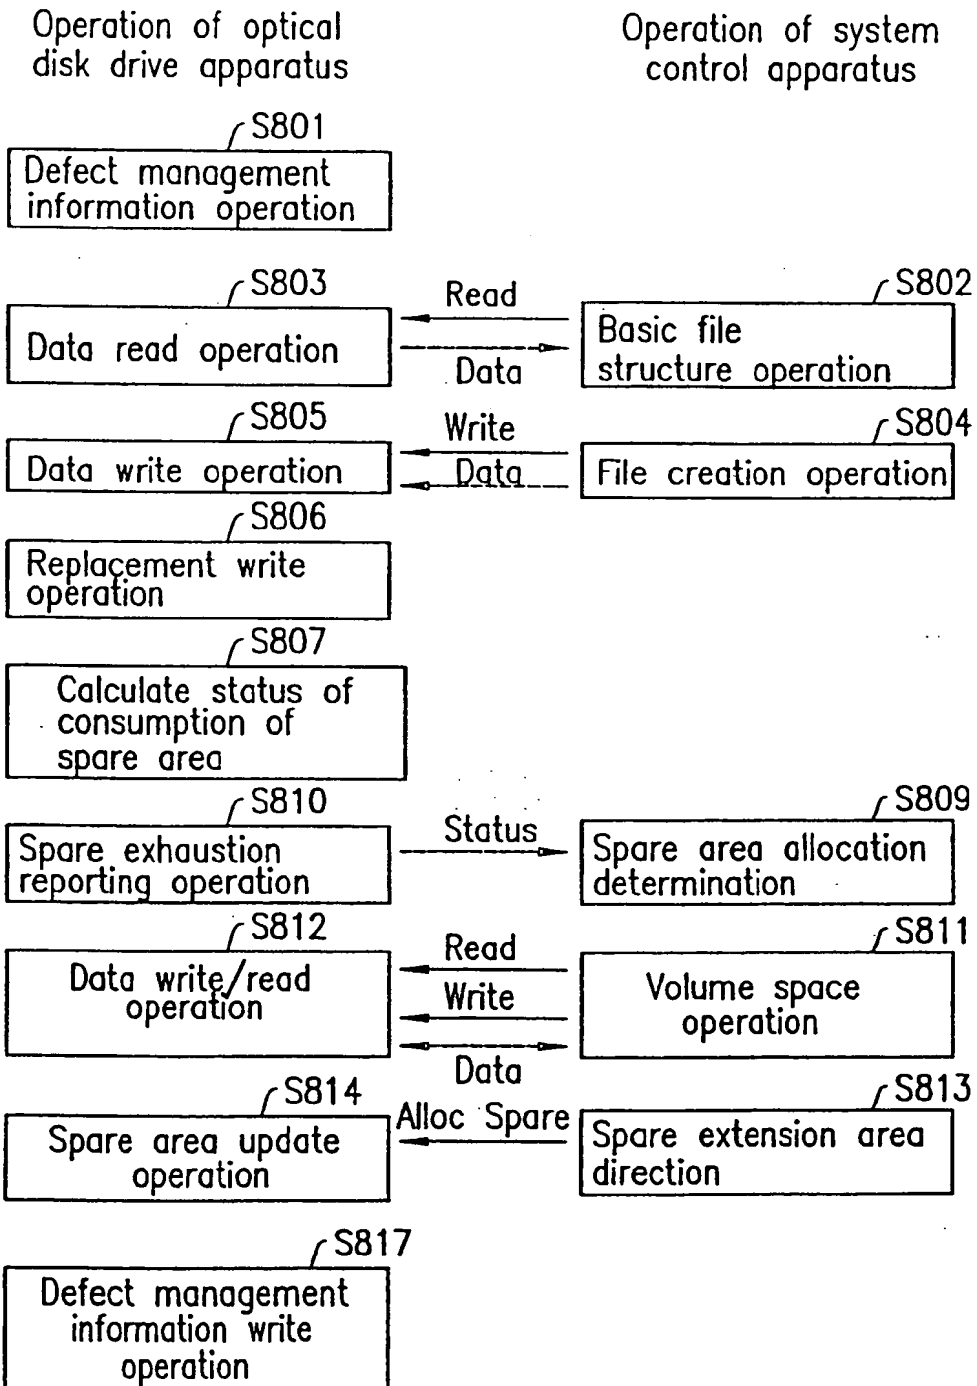 Operation of optical
disk drive apparatus
Operation of system
control apparatus
S801
Defect management
information operation
S803
Read
S802
Data read operation
Data
Basic file
structure operation
S805
Write
S804
Data write operation
Data
File creation operation
S806
Replacement write
operation
S807
Calculate status of
consumption of
spare area
S810
Status
S809
Spare exhaustion
reporting operation
Spare area allocation
determination
S812
Read
S811
Data write/read
operation
Write
Volume space
operation
Data
S814
Alloc Spare
S813
Spare area update
operation
Spare extension area
direction
S817
Defect management
information write
operation